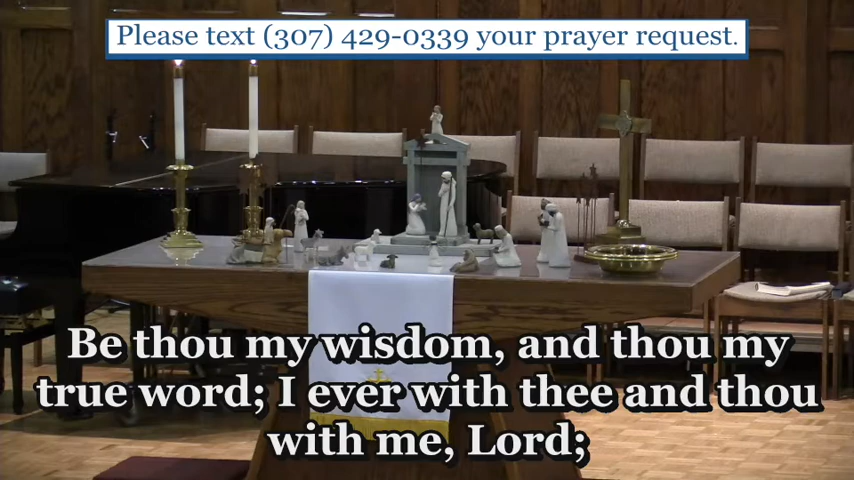 Please text (307) 429-0339 your prayer request.
Be thou my wisdom, and thou my
true word; I ever with thee and thou
with me, Lord;